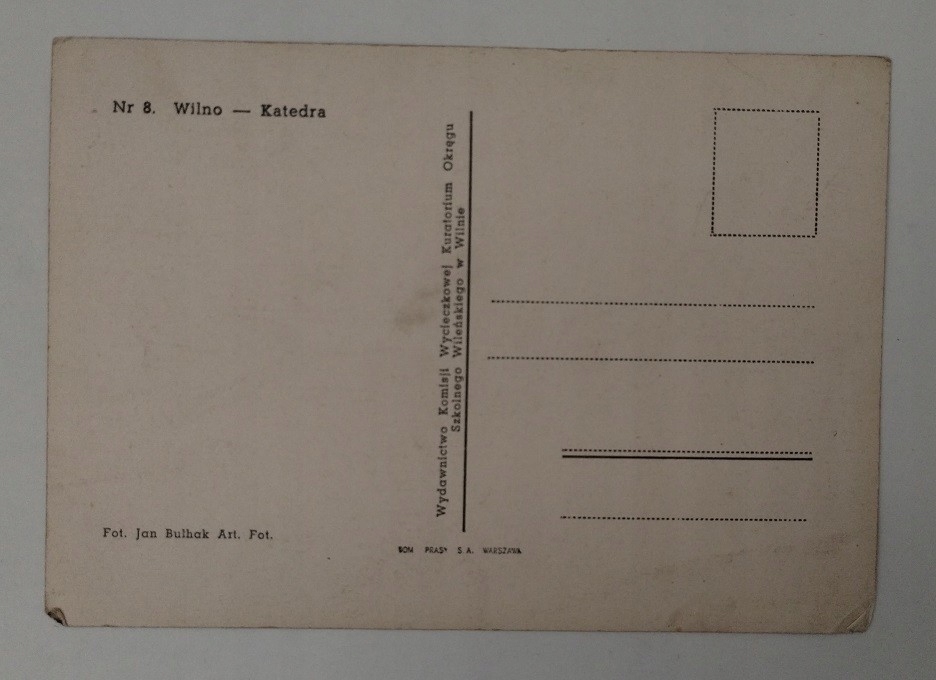 Nr 8. Wilno — Katedra
Wydawnictwo Komisji Wycieczkowej Kuratorium Okręgu
Szkolnego Wileńskiego w Wilnie
Fot. Jan Bułhak Art. Fot.
DOM PRASY S.A. WARSZAWA